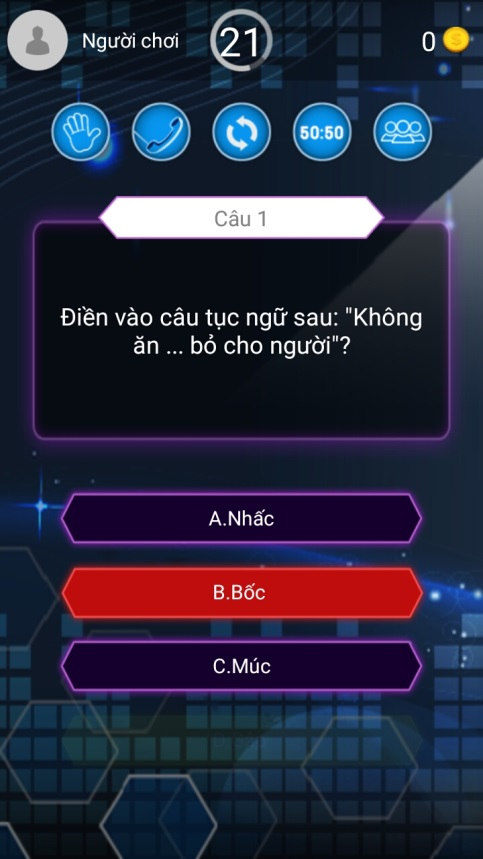 Người chơi
21
0
50:50
Câu 1
Điền vào câu tục ngữ sau: "Không
ăn ... bỏ cho người"?
A.Nhấc
B.Bốc
C.Múc